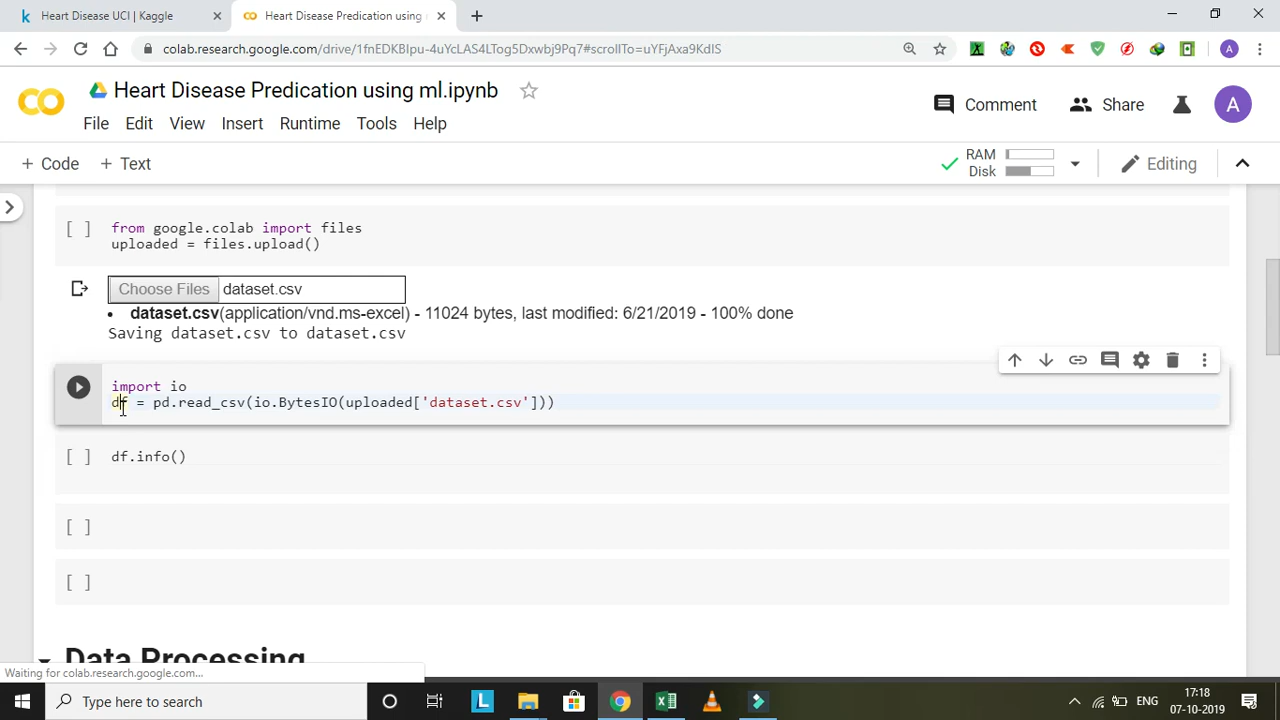 Heart Disease UCI | Kaggle
Heart Disease Predication using
colab.research.google.com/drive/1fnEDKBIpu-4uYcLAS4LTog5Dxwbj9Pq7#scrollTo=uYFjAxa9KdIS
A
CO
Heart Disease Predication using ml.ipynb
Comment
Share
A
File Edit View Insert Runtime Tools Help
+ Code + Text
RAM
Disk
Editing
[ ] from google.colab import files
uploaded = files.upload()
Choose Files dataset.csv
• dataset.csv(application/vnd.ms-excel) - 11024 bytes, last modified: 6/21/2019 - 100% done
Saving dataset.csv to dataset.csv
import io
df = pd.read_csv(io.BytesIO(uploaded['dataset.csv']))
[ ] df.info()
[ ]
[ ]
Data Processing
Waiting for colab.research.google.com...
Type here to search
L
ENG
17:18
07-10-2019